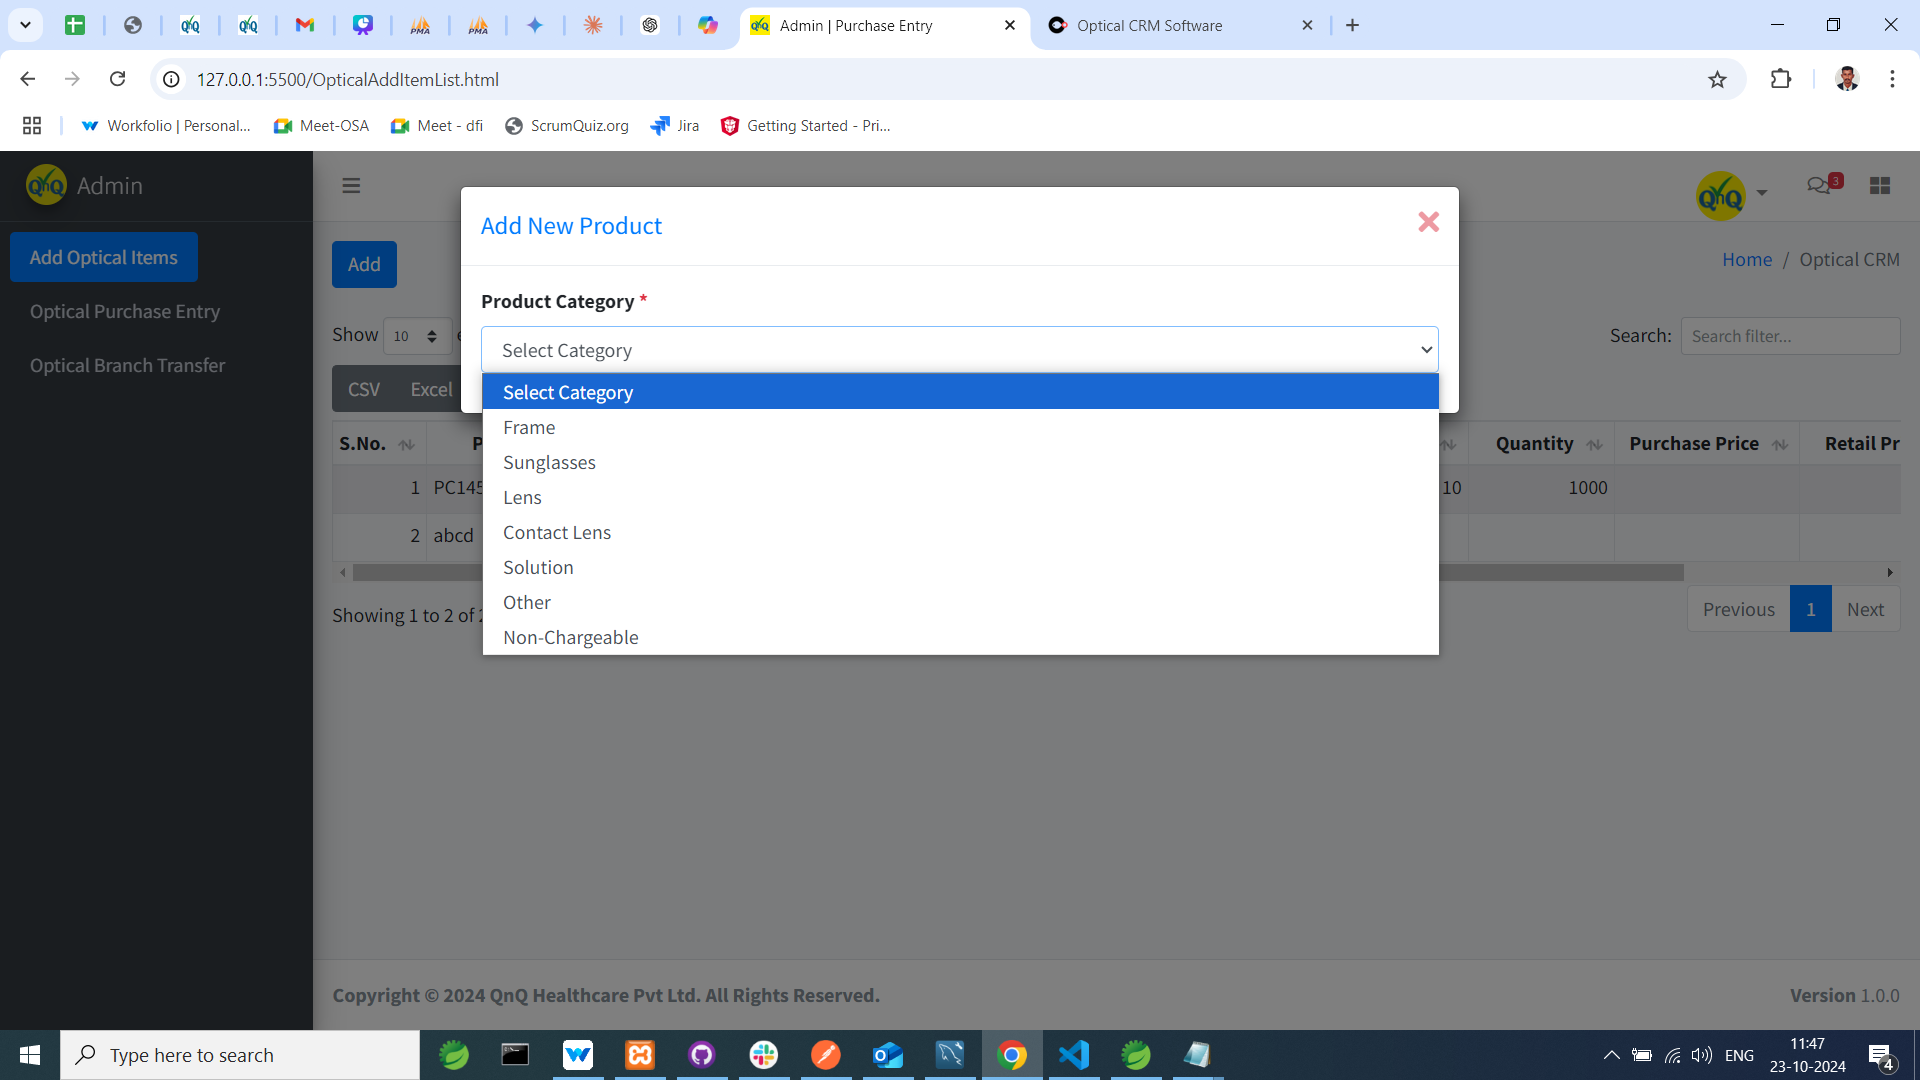 Admin | Purchase Entry
Optical CRM Software
127.0.0.1:5500/OpticalAddItemList.html
Workfolio | Personal...
Meet-OSA
Meet - dfi
ScrumQuiz.org
Jira
Getting Started - Pri...
QnQ Admin
QnQ
3
Add New Product
Add Optical Items
Add
Home / Optical CRM
Optical Purchase Entry
Product Category *
Show 10
Search: Search filter...
Select Category
Optical Branch Transfer
CSV Excel
Select Category
Frame
Sunglasses
Lens
Contact Lens
Solution
Other
Non-Chargeable
S.No. P Quantity Purchase Price Retail Pr
1 PC145 10 1000
2 abcd
Showing 1 to 2 of 2
Previous 1 Next
Copyright © 2024 QnQ Healthcare Pvt Ltd. All Rights Reserved.
Version 1.0.0
Type here to search
ENG
11:47
23-10-2024
4